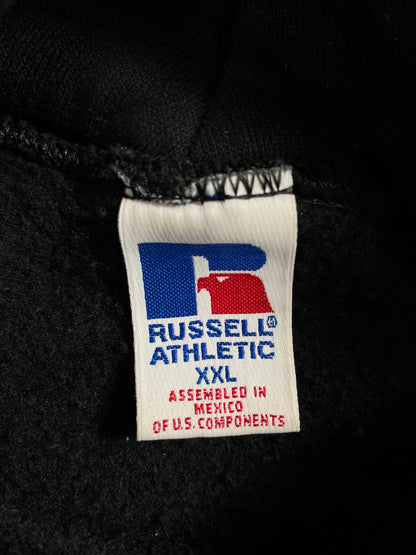 RUSSELL®
ATHLETIC
XXL
ASSEMBLED IN
MEXICO
OF U.S. COMPONENTS